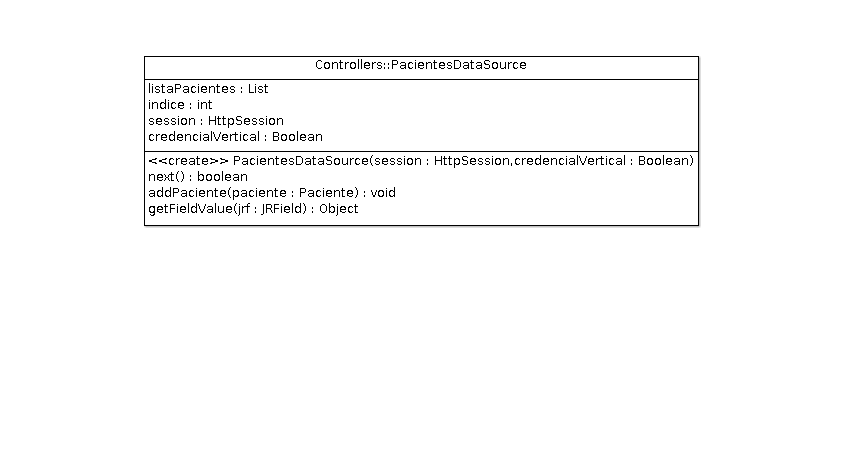 Controllers::PacientesDataSource
listaPacientes : List
indice : int
session : HttpSession
credencialVertical : Boolean
<<create>> PacientesDataSource(session : HttpSession,credencialVertical : Boolean)
next() : boolean
addPaciente(paciente : Paciente) : void
getFieldValue(jrf : JRField) : Object